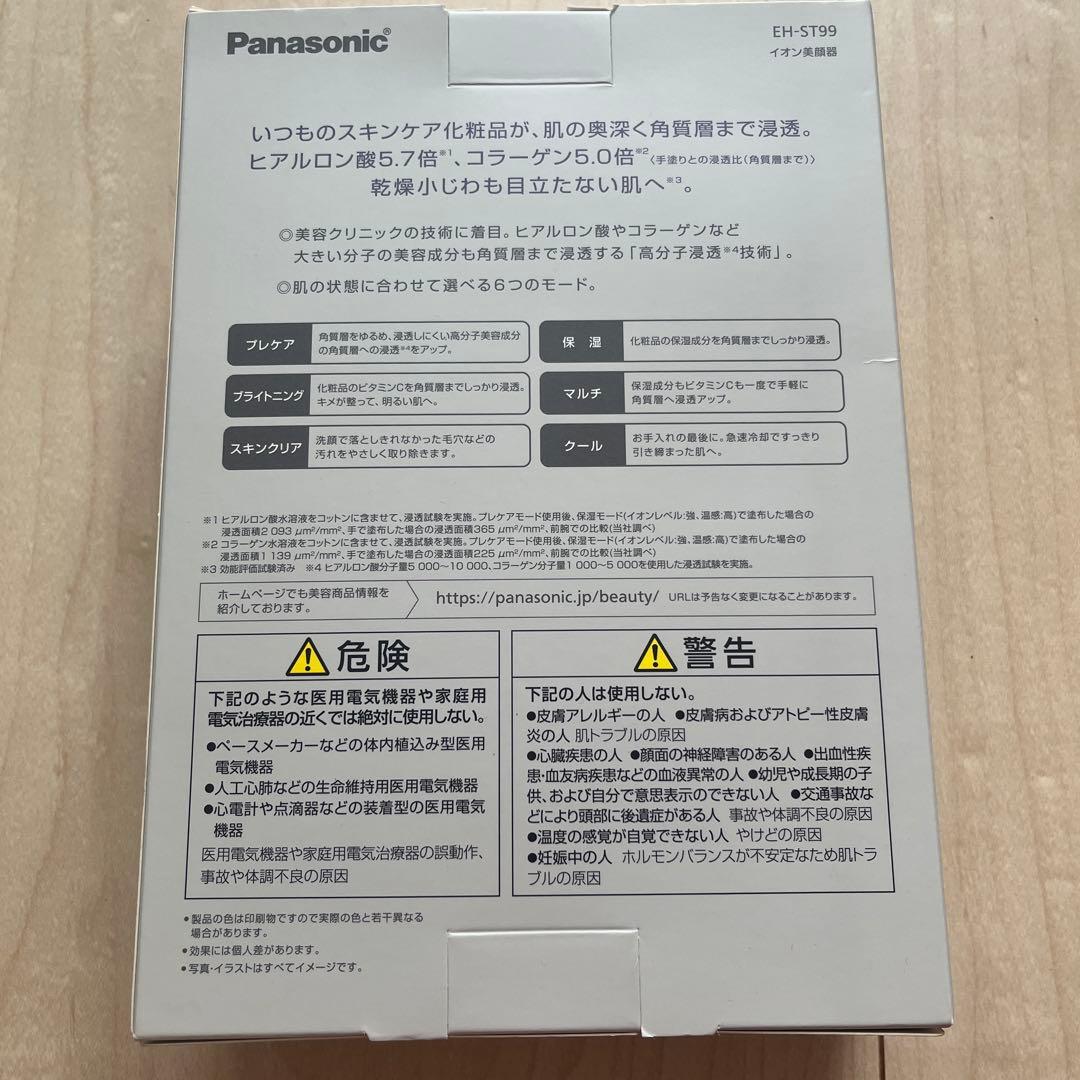 Panasonic®
EH-ST99
イオン美顔器
いつものスキンケア化粧品が、肌の奥深く角質層まで浸透。
ヒアルロン酸5.7倍※1、コラーゲン5.0倍※2〈手塗りとの浸透比(角質層まで)〉
乾燥小じわも目立たない肌へ※3。
◎美容クリニックの技術に着目。ヒアルロン酸やコラーゲンなど
大きい分子の美容成分も角質層まで浸透する「高分子浸透※4技術」。
◎肌の状態に合わせて選べる6つのモード。
プレケア
角質層をゆるめ、浸透しにくい高分子美容成分
の角質層への浸透※4をアップ。
保 湿
化粧品の保湿成分を角質層までしっかり浸透。
ブライトニング
化粧品のビタミンCを角質層までしっかり浸透。
キメが整って、明るい肌へ。
マルチ
保湿成分もビタミンCも一度で手軽に
角質層へ浸透アップ。
スキンクリア
洗顔で落としきれなかった毛穴などの
汚れをやさしく取り除きます。
クール
お手入れの最後に。急速冷却ですっきり
引き締まった肌へ。
※1 ヒアルロン酸水溶液をコットンに含ませて、浸透試験を実施。プレケアモード使用後、保湿モード(イオンレベル:強、温感:高)で塗布した場合の
浸透面積2 093 μm²/mm²、手で塗布した場合の浸透面積365 μm²/mm²、前腕での比較(当社調べ)
※2 コラーゲン水溶液をコットンに含ませて、浸透試験を実施。プレケアモード使用後、保湿モード(イオンレベル:強、温感:高)で塗布した場合の
浸透面積1 139 μm²/mm²、手で塗布した場合の浸透面積225 μm²/mm²、前腕での比較(当社調べ)
※3 効能評価試験済み ※4 ヒアルロン酸分子量5 000〜10 000、コラーゲン分子量1 000〜5 000を使用した浸透試験を実施。
ホームページでも美容商品情報を
紹介しております。
https://panasonic.jp/beauty/ URLは予告なく変更になることがあります。
危険
下記のような医用電気機器や家庭用
電気治療器の近くでは絶対に使用しない。
●ペースメーカーなどの体内植込み型医用
電気機器
●人工心肺などの生命維持用医用電気機器
●心電計や点滴器などの装着型の医用電気
機器
医用電気機器や家庭用電気治療器の誤動作、
事故や体調不良の原因
警告
下記の人は使用しない。
●皮膚アレルギーの人 ●皮膚病およびアトピー性皮膚
炎の人 肌トラブルの原因
●心臓疾患の人 ●顔面の神経障害のある人 ●出血性疾
患・血友病疾患などの血液異常の人 ●幼児や成長期の子
供、および自分で意思表示のできない人 ●交通事故な
どにより頭部に後遺症がある人 事故や体調不良の原因
●温度の感覚が自覚できない人 やけどの原因
●妊娠中の人 ホルモンバランスが不安定なため肌トラ
ブルの原因
●製品の色は印刷物ですので実際の色と若干異なる
場合があります。
●効果には個人差があります。
●写真・イラストはすべてイメージです。